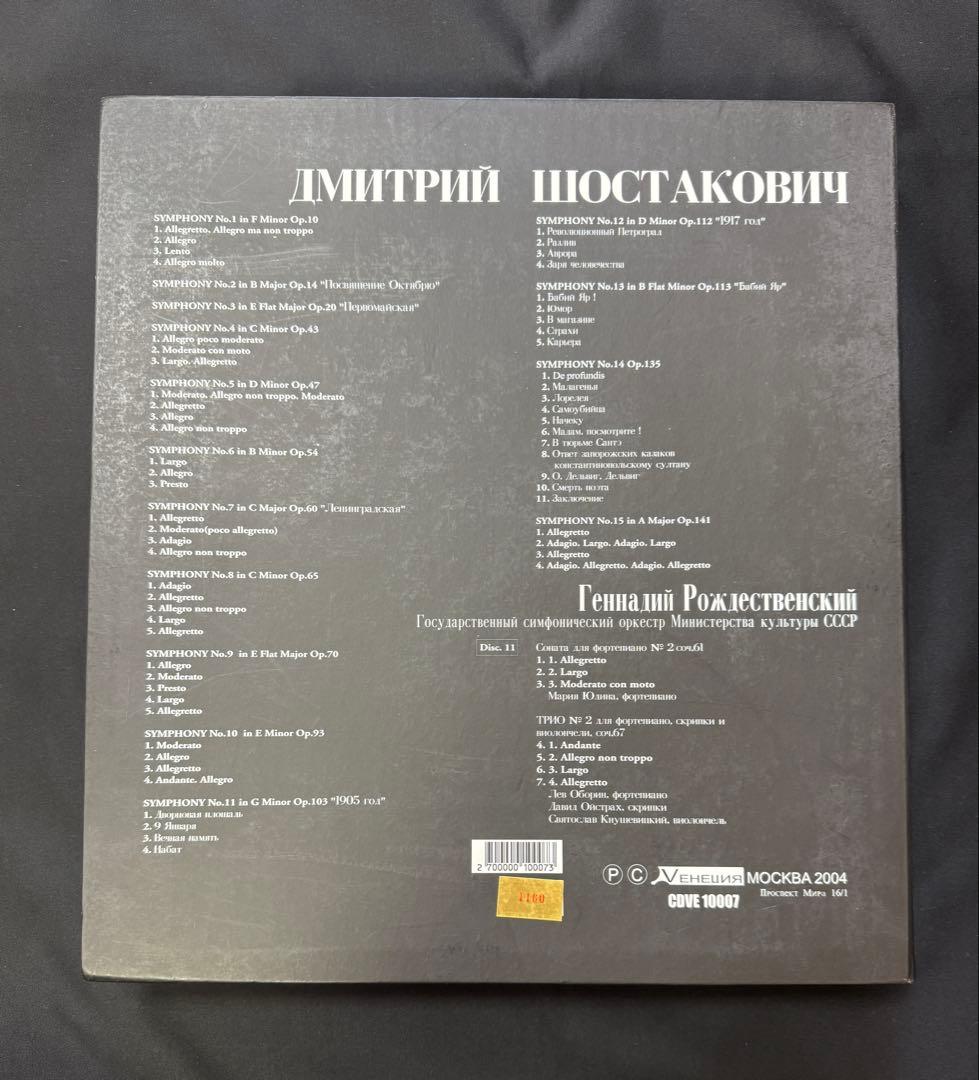 ДМИТРИЙ ШОСТАКОВИЧ
SYMPHONY No.1 in F Minor Op.10
1. Allegretto. Allegro ma non troppo
2. Allegro
3. Lento
4. Allegro molto
SYMPHONY No.2 in B Major Op.14 "Посвящение Октябрю"
SYMPHONY No.3 in E Flat Major Op.20 "Первомайская"
SYMPHONY No.4 in C Minor Op.43
1. Allegro poco moderato
2. Moderato con moto
3. Largo. Allegretto
SYMPHONY No.5 in D Minor Op.47
1. Moderato. Allegro non troppo. Moderato
2. Allegretto
3. Allegro
4. Allegro non troppo
SYMPHONY No.6 in B Minor Op.54
1. Largo
2. Allegro
3. Presto
SYMPHONY No.7 in C Major Op.60 "Ленинградская"
1. Allegretto
2. Moderato(poco allegretto)
3. Adagio
4. Allegro non troppo
SYMPHONY No.8 in C Minor Op.65
1. Adagio
2. Allegretto
3. Allegro non troppo
4. Largo
5. Allegretto
SYMPHONY No.9 in E Flat Major Op.70
1. Allegro
2. Moderato
3. Presto
4. Largo
5. Allegretto
SYMPHONY No.10 in E Minor Op.93
1. Moderato
2. Allegro
3. Allegretto
4. Andante. Allegro
SYMPHONY No.11 in G Minor Op.103 "1905 год"
1. Дворцовая площадь
2. 9 Января
3. Вечная память
4. Набат
SYMPHONY No.12 in D Minor Op.112 "1917 год"
1. Революционный Петроград
2. Разлив
3. Аврора
4. Заря человечества
SYMPHONY No.13 in B Flat Minor Op.113 "Бабий Яр"
1. Бабий Яр !
2. Юмор
3. В магазине
4. Страхи
5. Карьера
SYMPHONY No.14 Op.135
1. De profundis
2. Малагенья
3. Лорелея
4. Самоубийца
5. Начеку
6. Мадам, посмотрите !
7. В тюрьме Сантэ
8. Ответ запорожских казаков
константинопольскому султану
9. О, Дельвиг, Дельвиг
10. Смерть поэта
11. Заключение
SYMPHONY No.15 in A Major Op.141
1. Allegretto
2. Adagio. Largo. Adagio. Largo
3. Allegretto
4. Adagio. Allegretto. Adagio. Allegretto
Геннадий Рождественский
Государственный симфонический оркестр Министерства культуры СССР
Disc. 11
Соната для фортепиано № 2 соч.61
1. 1. Allegretto
2. 2. Largo
3. 3. Moderato con moto
Мария Юдина, фортепиано
ТРИО № 2 для фортепиано, скрипки и
виолончели, соч.67
4. 1. Andante
5. 2. Allegro non troppo
6. 3. Largo
7. 4. Allegretto
Лев Оборин, фортепиано
Давид Ойстрах, скрипки
Святослав Кнушевицкий, виолончель
2 700000 100073
1160
Ⓟ © VЕНЕЦИЯ МОСКВА 2004
Проспект Мира 16/1
CDVE 10007